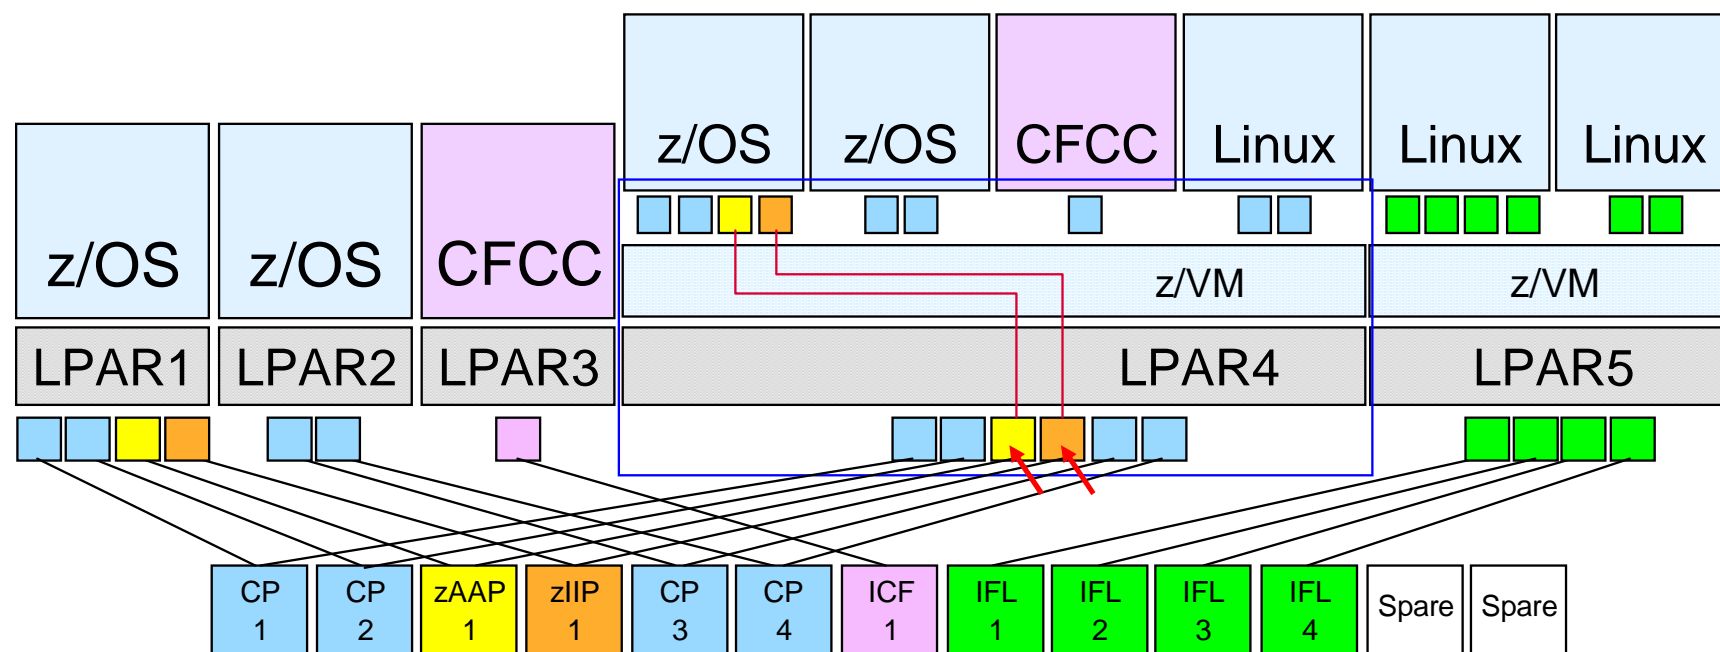 z/OS z/OS CFCC Linux Linux Linux
z/OS z/OS CFCC
z/VM z/VM
LPAR1 LPAR2 LPAR3 LPAR4 LPAR5
CP 1
CP 2
zAAP 1
zIIP 1
CP 3
CP 4
ICF 1
IFL 1
IFL 2
IFL 3
IFL 4
Spare
Spare